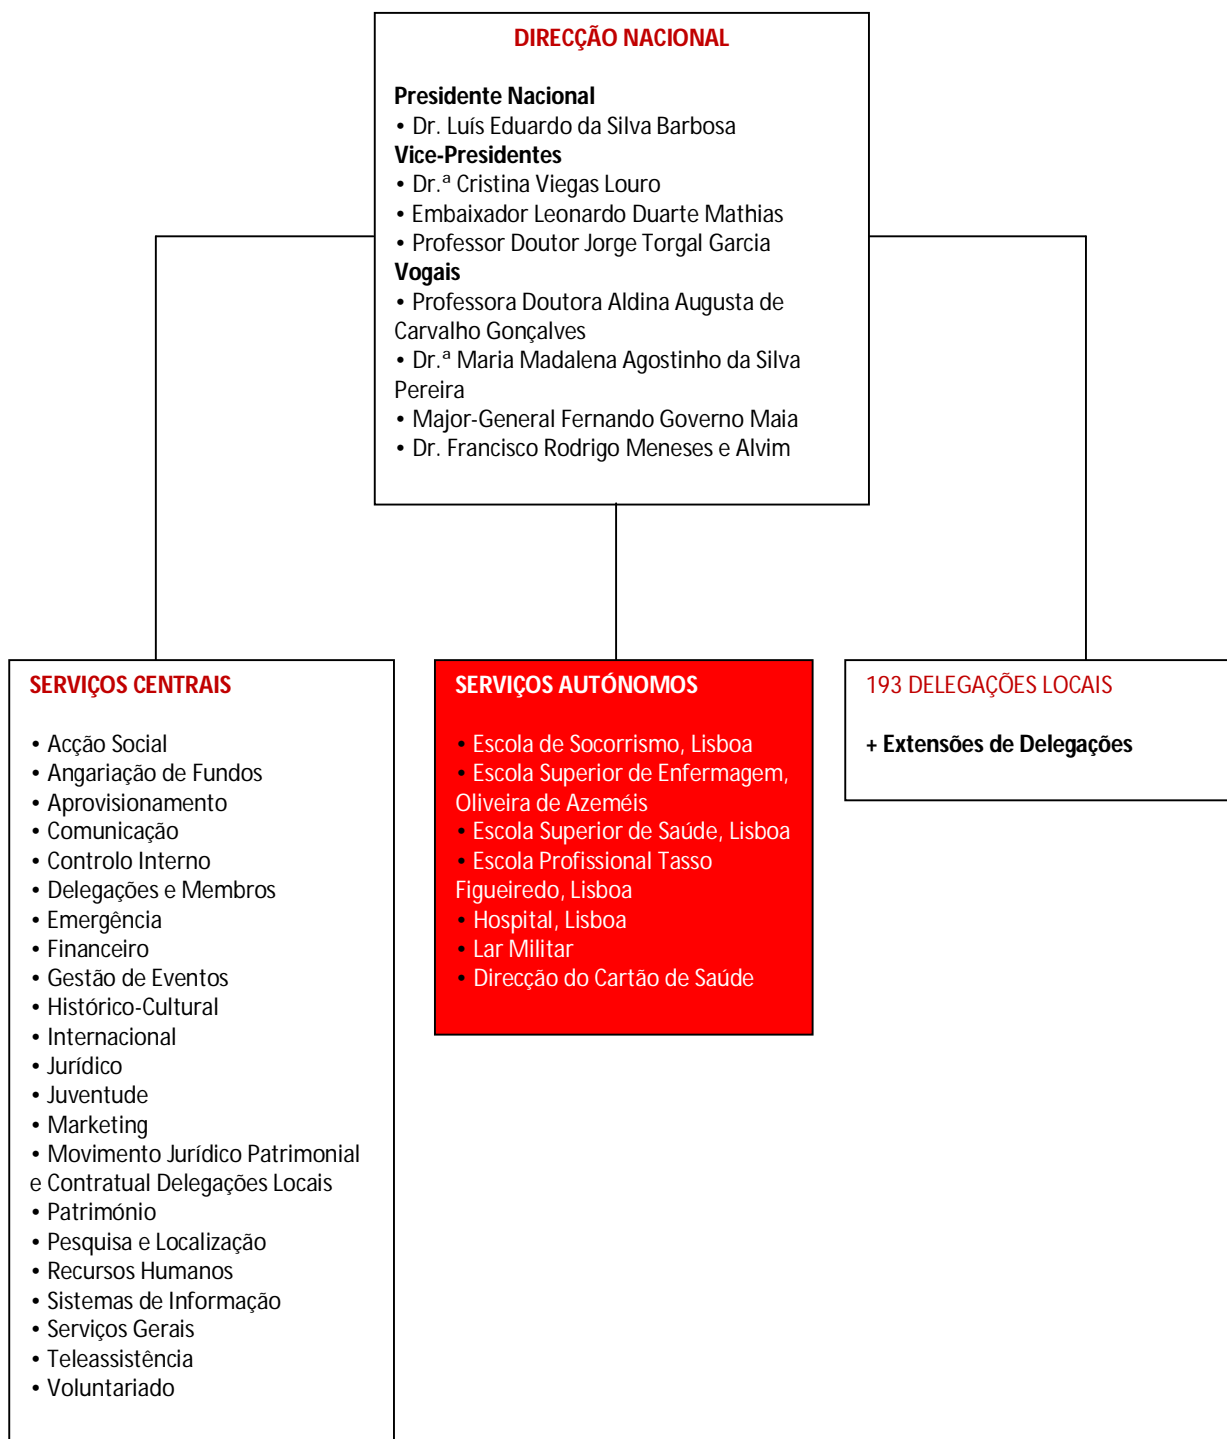 DIRECÇÃO NACIONAL
Presidente Nacional
• Dr. Luís Eduardo da Silva Barbosa
Vice-Presidentes
• Dr.ª Cristina Viegas Louro
• Embaixador Leonardo Duarte Mathias
• Professor Doutor Jorge Torgal Garcia
Vogais
• Professora Doutora Aldina Augusta de
Carvalho Gonçalves
• Dr.ª Maria Madalena Agostinho da Silva
Pereira
• Major-General Fernando Governo Maia
• Dr. Francisco Rodrigo Meneses e Alvim
SERVIÇOS CENTRAIS
• Acção Social
• Angariação de Fundos
• Aprovisionamento
• Comunicação
• Controlo Interno
• Delegações e Membros
• Emergência
• Financeiro
• Gestão de Eventos
• Histórico-Cultural
• Internacional
• Jurídico
• Juventude
• Marketing
• Movimento Jurídico Patrimonial
e Contratual Delegações Locais
• Património
• Pesquisa e Localização
• Recursos Humanos
• Sistemas de Informação
• Serviços Gerais
• Teleassistência
• Voluntariado
SERVIÇOS AUTÓNOMOS
• Escola de Socorrismo, Lisboa
• Escola Superior de Enfermagem,
Oliveira de Azeméis
• Escola Superior de Saúde, Lisboa
• Escola Profissional Tasso
Figueiredo, Lisboa
• Hospital, Lisboa
• Lar Militar
• Direcção do Cartão de Saúde
193 DELEGAÇÕES LOCAIS
+ Extensões de Delegações